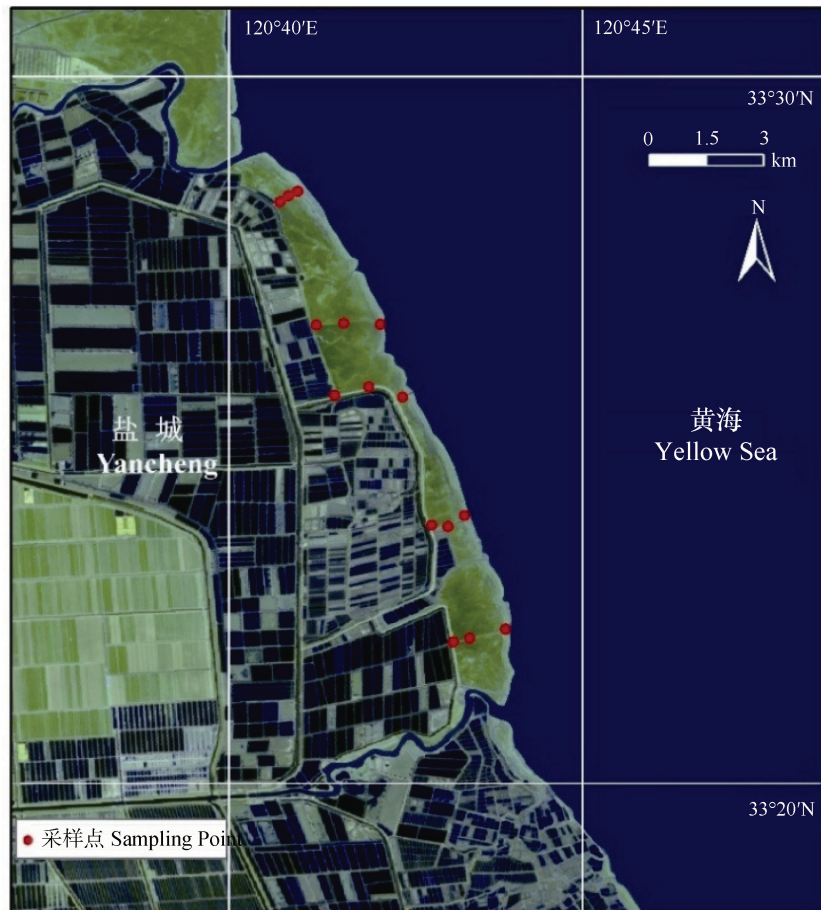 120°40′E
120°45′E
33°30′N
0 1.5 3
km
N
盐 城
Yancheng
黄海
Yellow Sea
33°20′N
采样点 Sampling Point